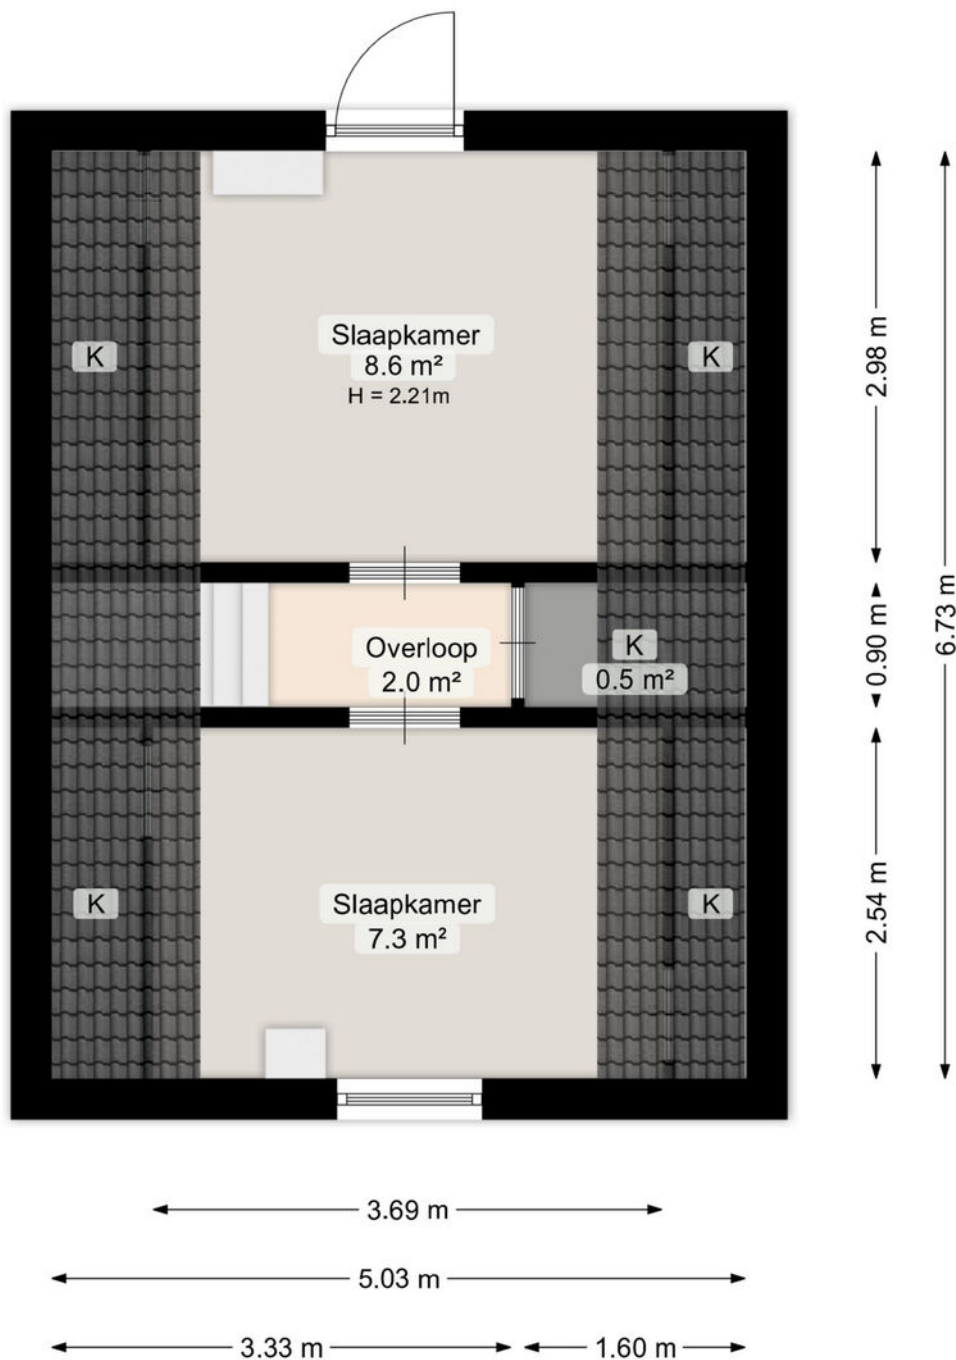 Slaapkamer
8.6 m²
H = 2.21m
K
K
2.98 m
Overloop
2.0 m²
K
0.5 m²
0.90 m
6.73 m
Slaapkamer
7.3 m²
K
K
2.54 m
3.69 m
5.03 m
3.33 m
1.60 m